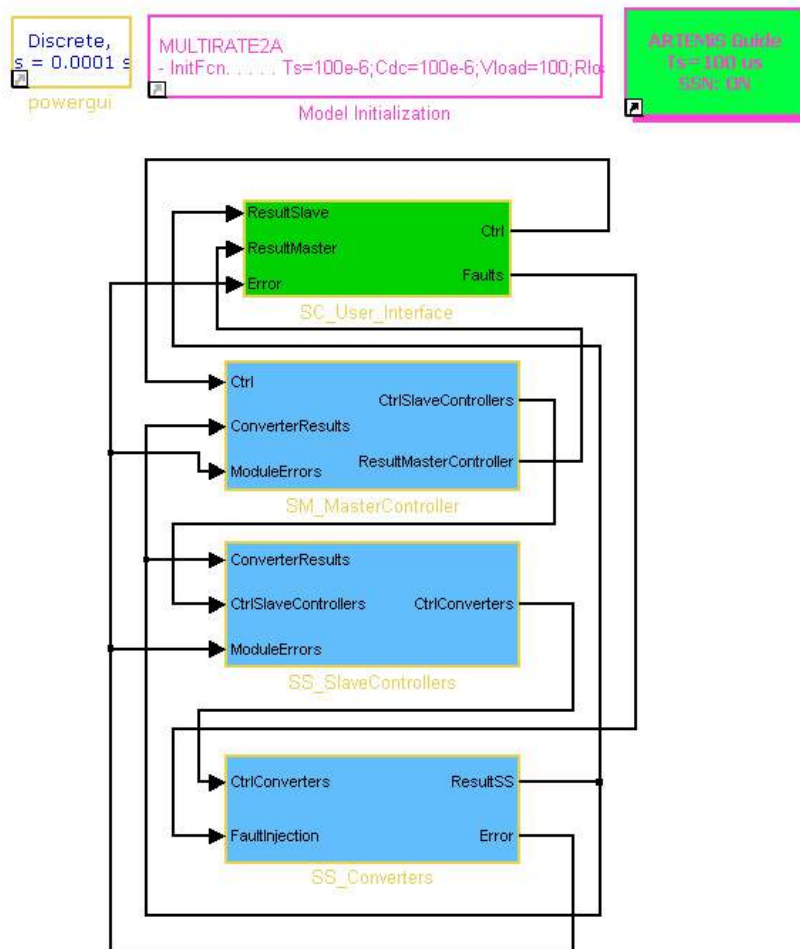 Discrete,
s = 0.0001 s
powergui
MULTIRATE2A
- InitFcn. . . . . Ts=100e-6;Cdc=100e-6;Vload=100;Rlo
Model Initialization
ARTEMIS Guide
Ts=100 us
SSN: ON
ResultSlave
ResultMaster
Error
Ctrl
Faults
SC_User_Interface
Ctrl
ConverterResults
ModuleErrors
CtrlSlaveControllers
ResultMasterController
SM_MasterController
ConverterResults
CtrlSlaveControllers
ModuleErrors
CtrlConverters
SS_SlaveControllers
CtrlConverters
FaultInjection
ResultSS
Error
SS_Converters